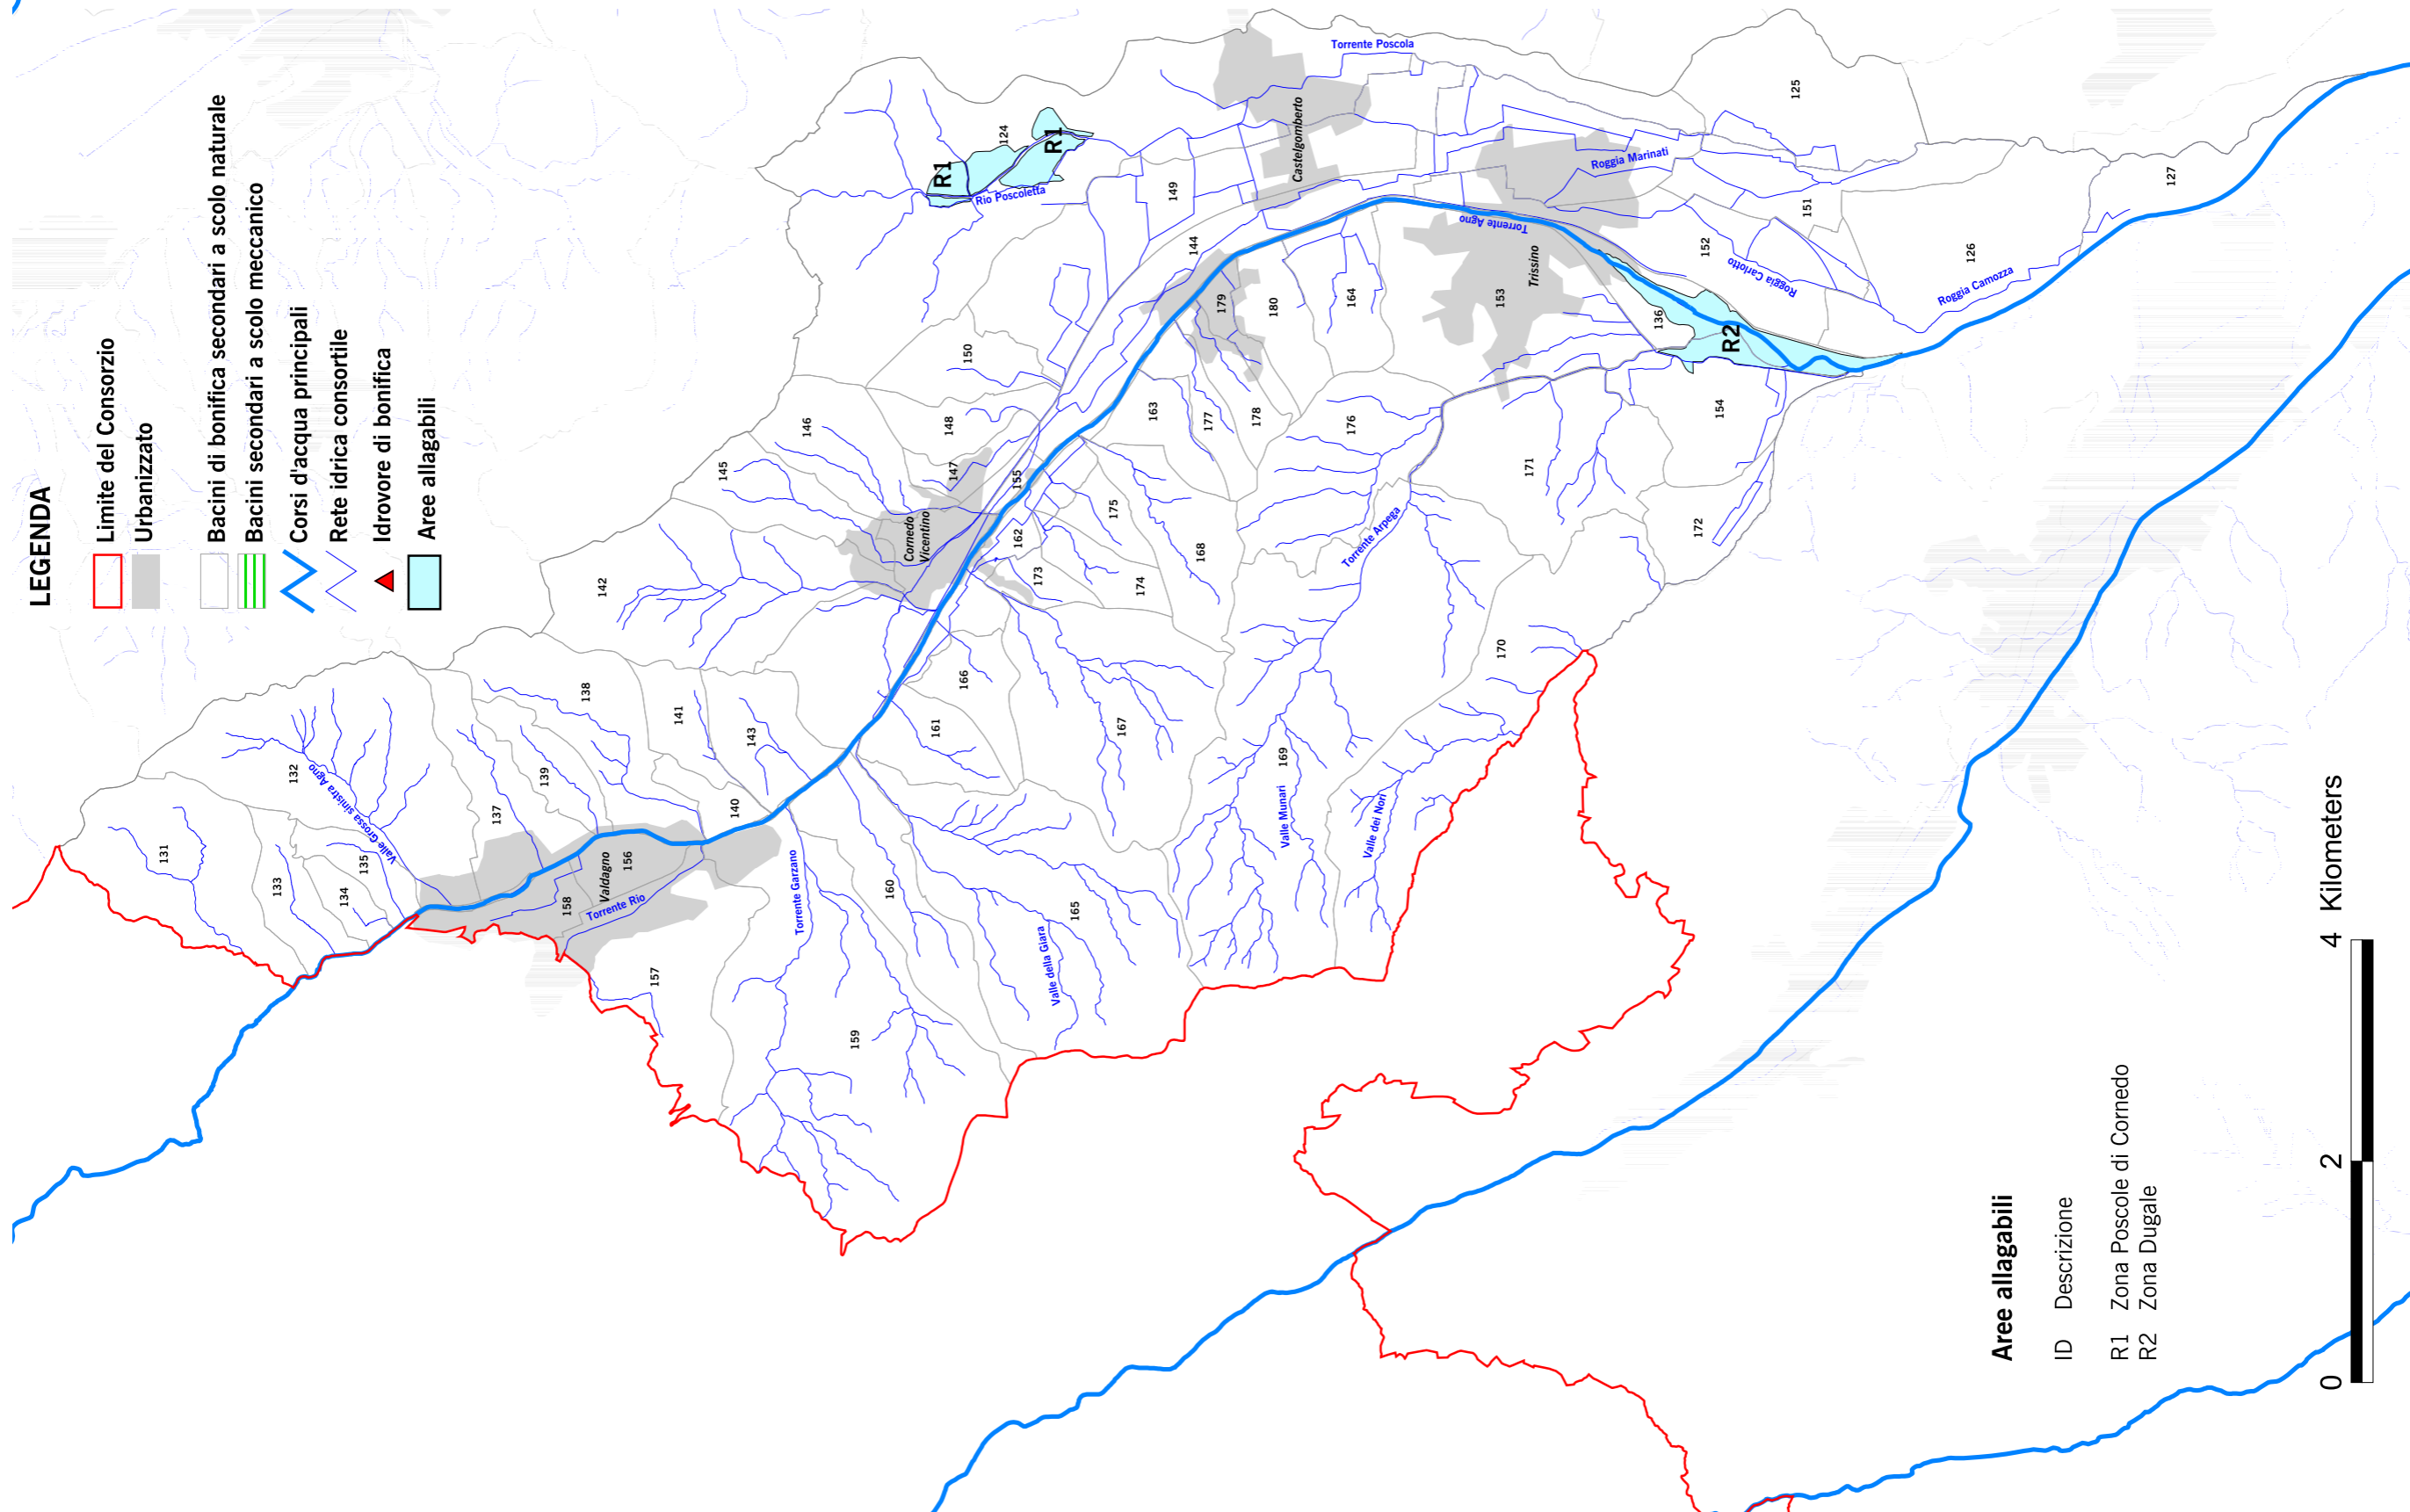 LEGENDA
Limite del Consorzio
Urbanizzato
Bacini di bonifica secondari a scolo naturale
Bacini secondari a scolo meccanico
Corsi d'acqua principali
Rete idrica consortile
Idrovore di bonifica
Aree allagabili
131
132
133
134
135
Valle Grossa sinistra Agno
137
138
139
140
141
142
143
Valdagno
156
158
Torrente Rio
157
Torrente Garzano
159
160
161
165
Valle della Giara
166
167
145
146
147
148
150
Cornedo
Vicentino
155
162
173
174
175
168
163
177
178
179
180
164
144
149
R1
124
R1
Rio Poscoletta
Torrente Poscola
Castelgomberto
Torrente Agno
Trissino
153
Roggia Marinati
125
151
152
Roggia Cariotto
126
Roggia Camozza
127
136
R2
154
176
171
172
Torrente Arpega
170
169
Valle Munari
Valle dei Nori
Aree allagabili
ID Descrizione
R1 Zona Poscole di Cornedo
R2 Zona Dugale
0 2 4 Kilometers